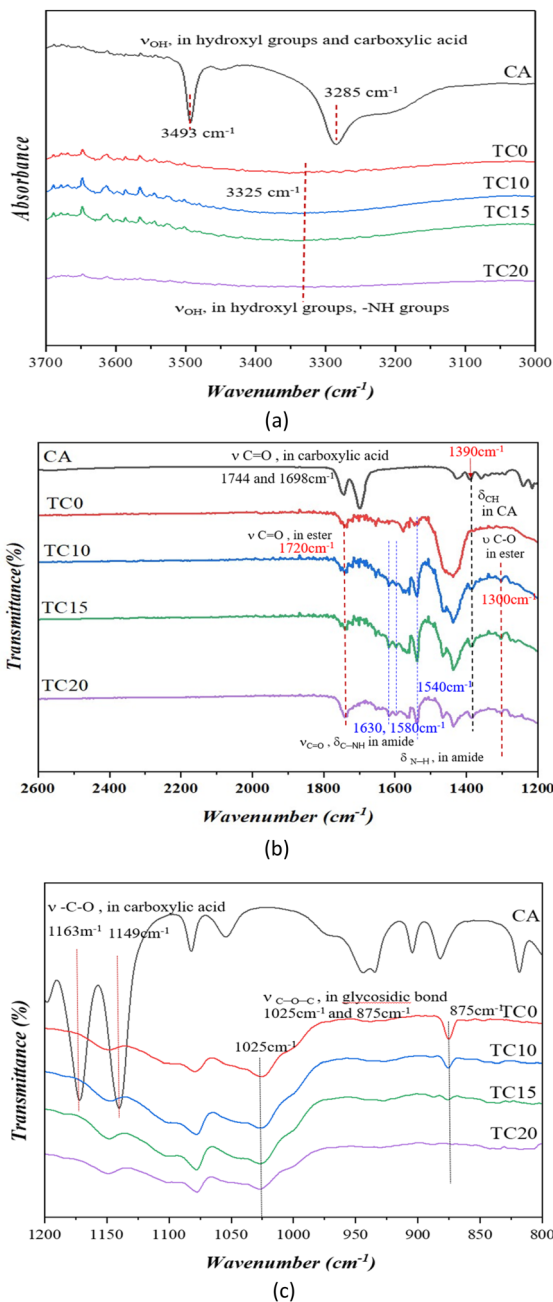 ν OH, in hydroxyl groups and carboxylic acid
CA
3285 cm-1
3493 cm-1
TC0
3325 cm-1
TC10
TC15
TC20
ν OH, in hydroxyl groups, -NH groups
Absorbance
3700 3600 3500 3400 3300 3200 3100 3000
Wavenumber (cm-1)
(a)
CA
ν C=O , in carboxylic acid
1744 and 1698cm-1
1390cm-1
TC0
δCH
in CA
ν C=O, in ester
1720cm-1
υ C-O
in ester
TC10
1300cm-1
TC15
TC20
1540cm-1
1630, 1580cm-1
νC=O , δC–NH in amide
δ N–H , in amide
Transmittance(%)
2600 2400 2200 2000 1800 1600 1400 1200
Wavenumber (cm-1)
(b)
ν -C-O , in carboxylic acid
1163m-1 1149cm-1
CA
ν C–O–C, in glycosidic bond
1025cm-1 and 875cm-1
875cm-1
TC0
1025cm-1
TC10
TC15
TC20
Transmittance (%)
1200 1150 1100 1050 1000 950 900 850 800
Wavenumber (cm-1)
(c)